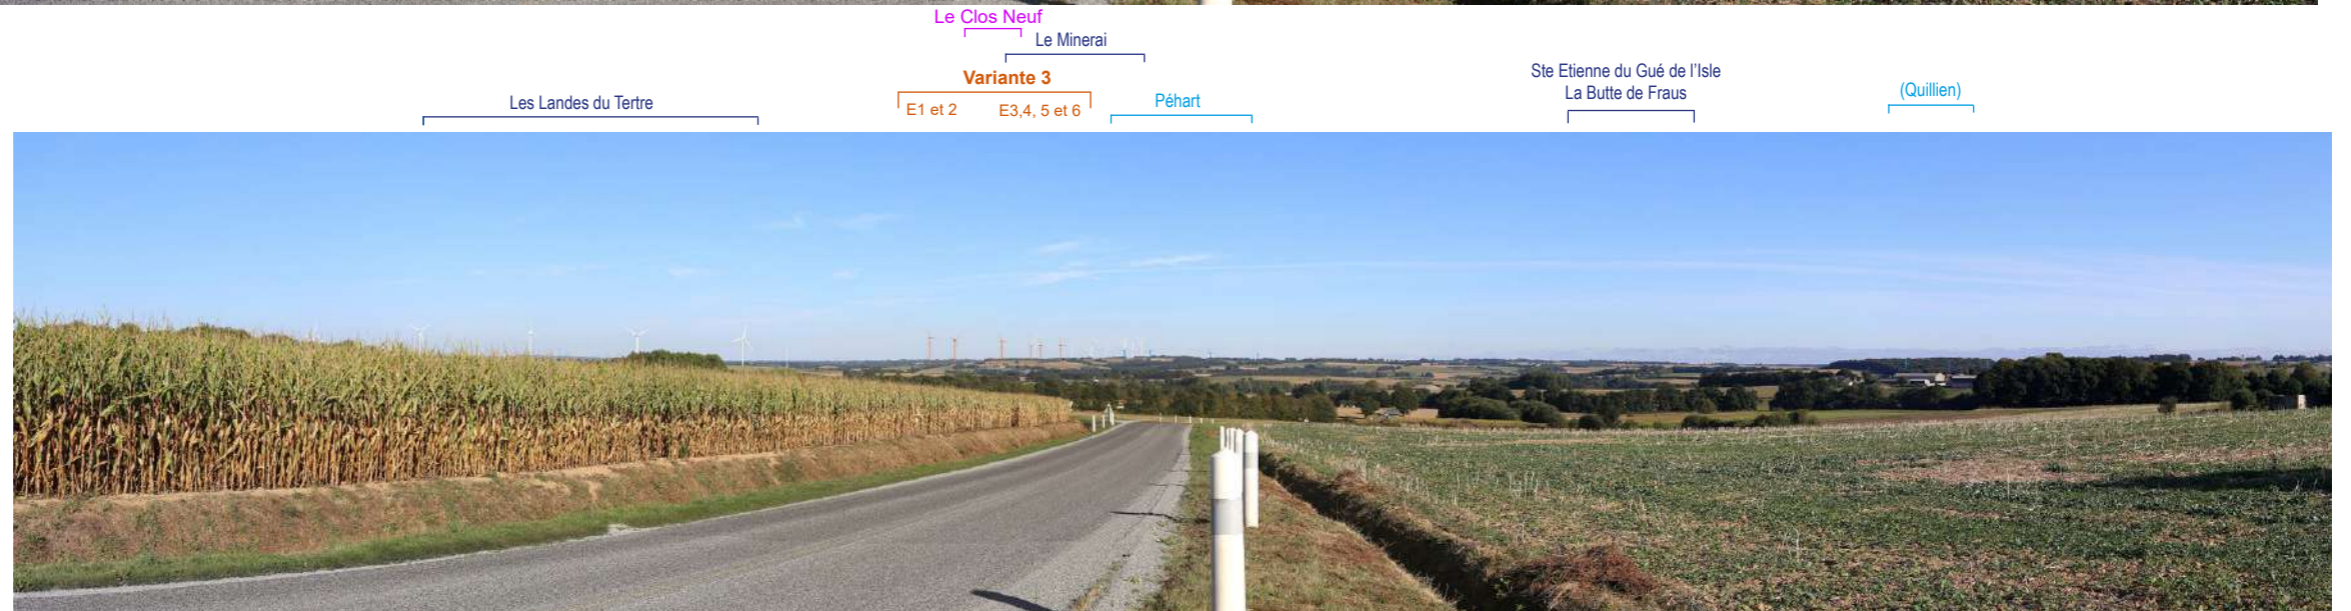 Le Clos Neuf
Le Minerai
Variante 3
E1 et 2
E3,4, 5 et 6
Les Landes du Tertre
Péhart
Ste Etienne du Gué de l'Isle
La Butte de Fraus
(Quillien)